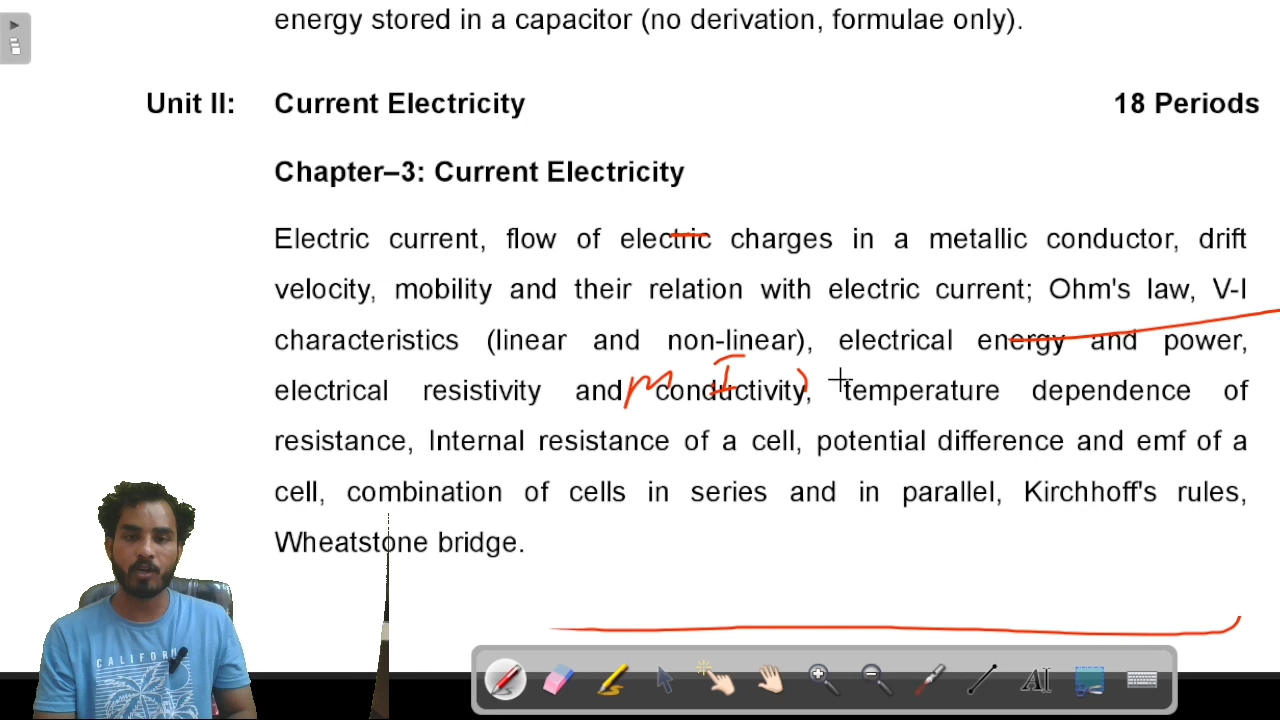 energy stored in a capacitor (no derivation, formulae only).
Unit II: Current Electricity 18 Periods
Chapter–3: Current Electricity
Electric current, flow of electric charges in a metallic conductor, drift
velocity, mobility and their relation with electric current; Ohm's law, V-I
characteristics (linear and non-linear), electrical energy and power,
electrical resistivity and conductivity, temperature dependence of
resistance, Internal resistance of a cell, potential difference and emf of a
cell, combination of cells in series and in parallel, Kirchhoff's rules,
Wheatstone bridge.
CALIFOR
AI